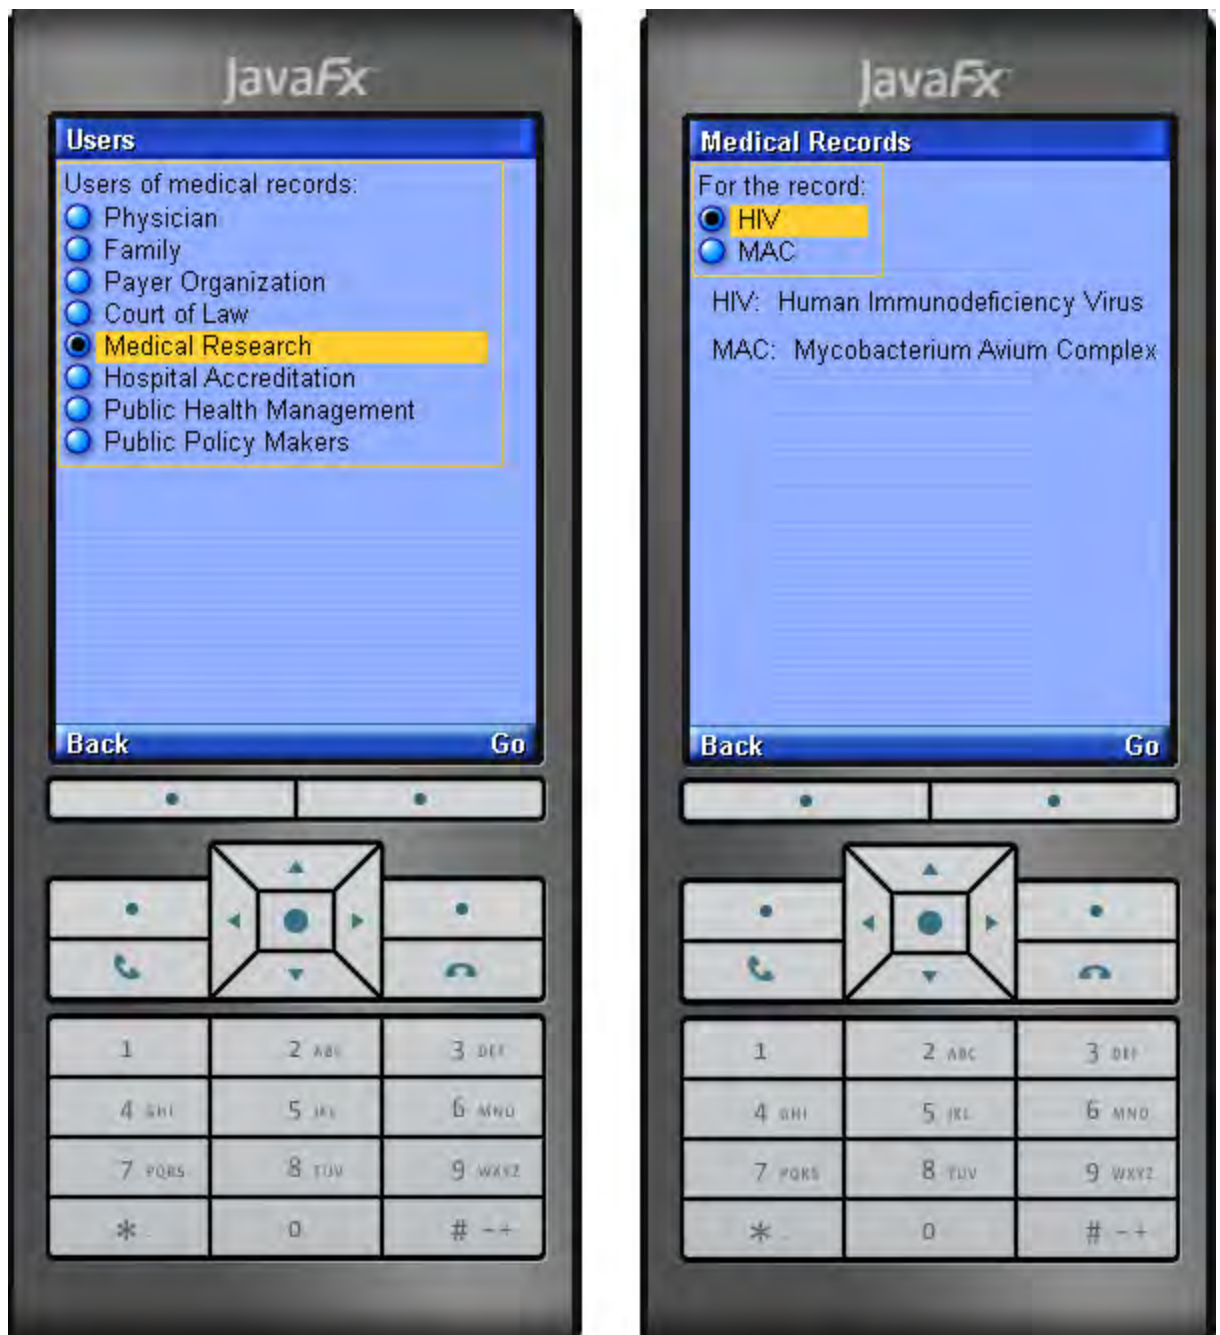 JavaFx
Users
Users of medical records:
Physician
Family
Payer Organization
Court of Law
Medical Research
Hospital Accreditation
Public Health Management
Public Policy Makers
Back Go
1 2 ABC 3 DEF
4 GHI 5 JKL 6 MNO
7 PQRS 8 TUV 9 WXYZ
* 0 # - +
JavaFx
Medical Records
For the record:
HIV
MAC
HIV: Human Immunodeficiency Virus
MAC: Mycobacterium Avium Complex
Back Go
1 2 ABC 3 DEF
4 GHI 5 JKL 6 MNO
7 PQRS 8 TUV 9 WXYZ
* 0 # - +